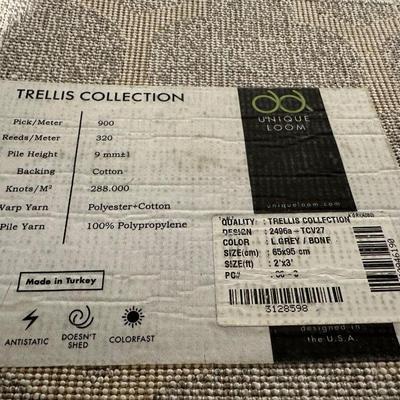 TRELLIS COLLECTION
Pick/Meter 900
Reeds/Meter 320
Pile Height 9 mm±1
Backing Cotton
Knots/M² 288.000
Warp Yarn Polyester+Cotton
Pile Yarn 100% Polypropylene
Made in Turkey
ANTISTATIC
DOESN'T
SHED
COLORFAST
UNIQUE
LOOM
uniqueloom.com
QUALITY : TRELLIS COLLECTION
DESIGN : 2496a - TCV27
COLOR : L.GREY / BONE
SIZE(cm) : 65x95 cm
SIZE(ft) : 2'x3'
PC#
3128598
designed in
the U.S.A.